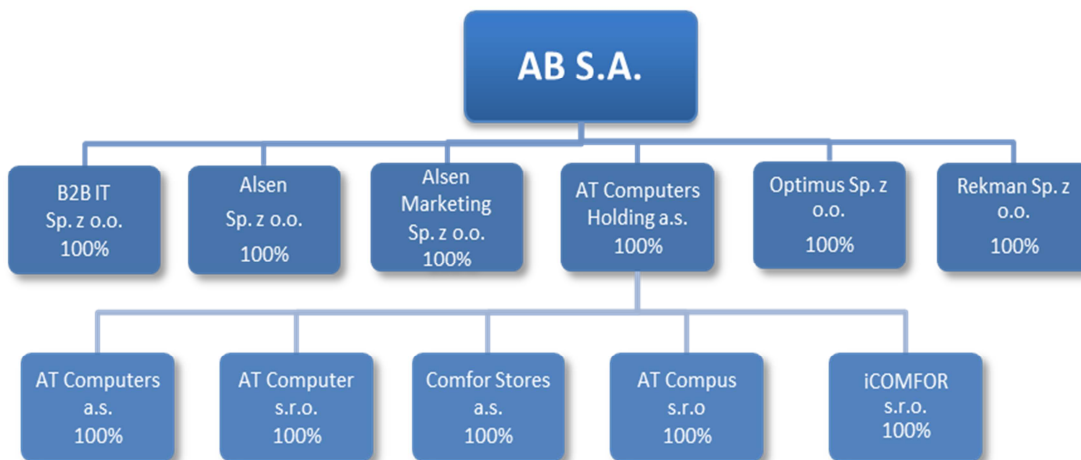 AB S.A.
B2B IT
Sp. z o.o.
100%
Alsen
Sp. z o.o.
100%
Alsen
Marketing
Sp. z o.o.
100%
AT Computers
Holding a.s.
100%
Optimus Sp. z
o.o.
100%
Rekman Sp. z
o.o.
100%
AT Computers
a.s.
100%
AT Computer
s.r.o.
100%
Comfor Stores
a.s.
100%
AT Compus
s.r.o
100%
iCOMFOR
s.r.o.
100%